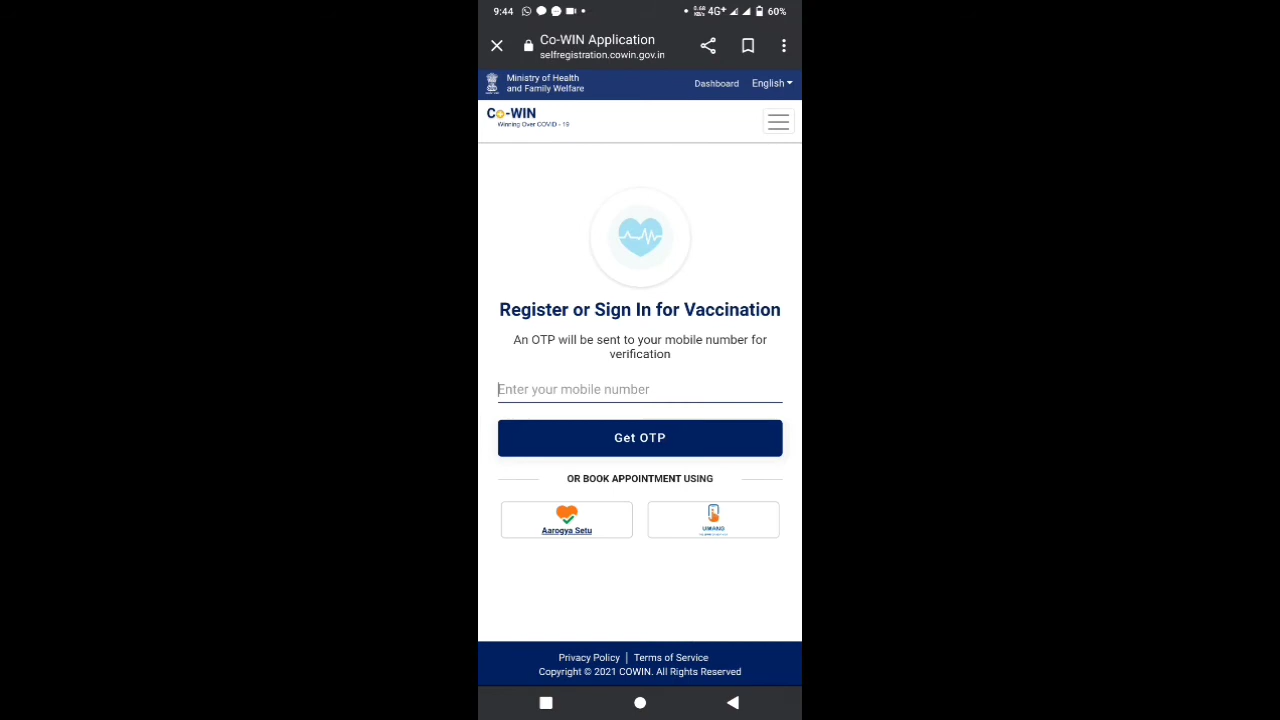 9:44 4G+ 60%
Co-WIN Application
selfregistration.cowin.gov.in
Ministry of Health
and Family Welfare
Dashboard English
Co-WIN
Winning Over COVID - 19
Register or Sign In for Vaccination
An OTP will be sent to your mobile number for
verification
Enter your mobile number
Get OTP
OR BOOK APPOINTMENT USING
Aarogya Setu UMANG
Privacy Policy | Terms of Service
Copyright © 2021 COWIN. All Rights Reserved